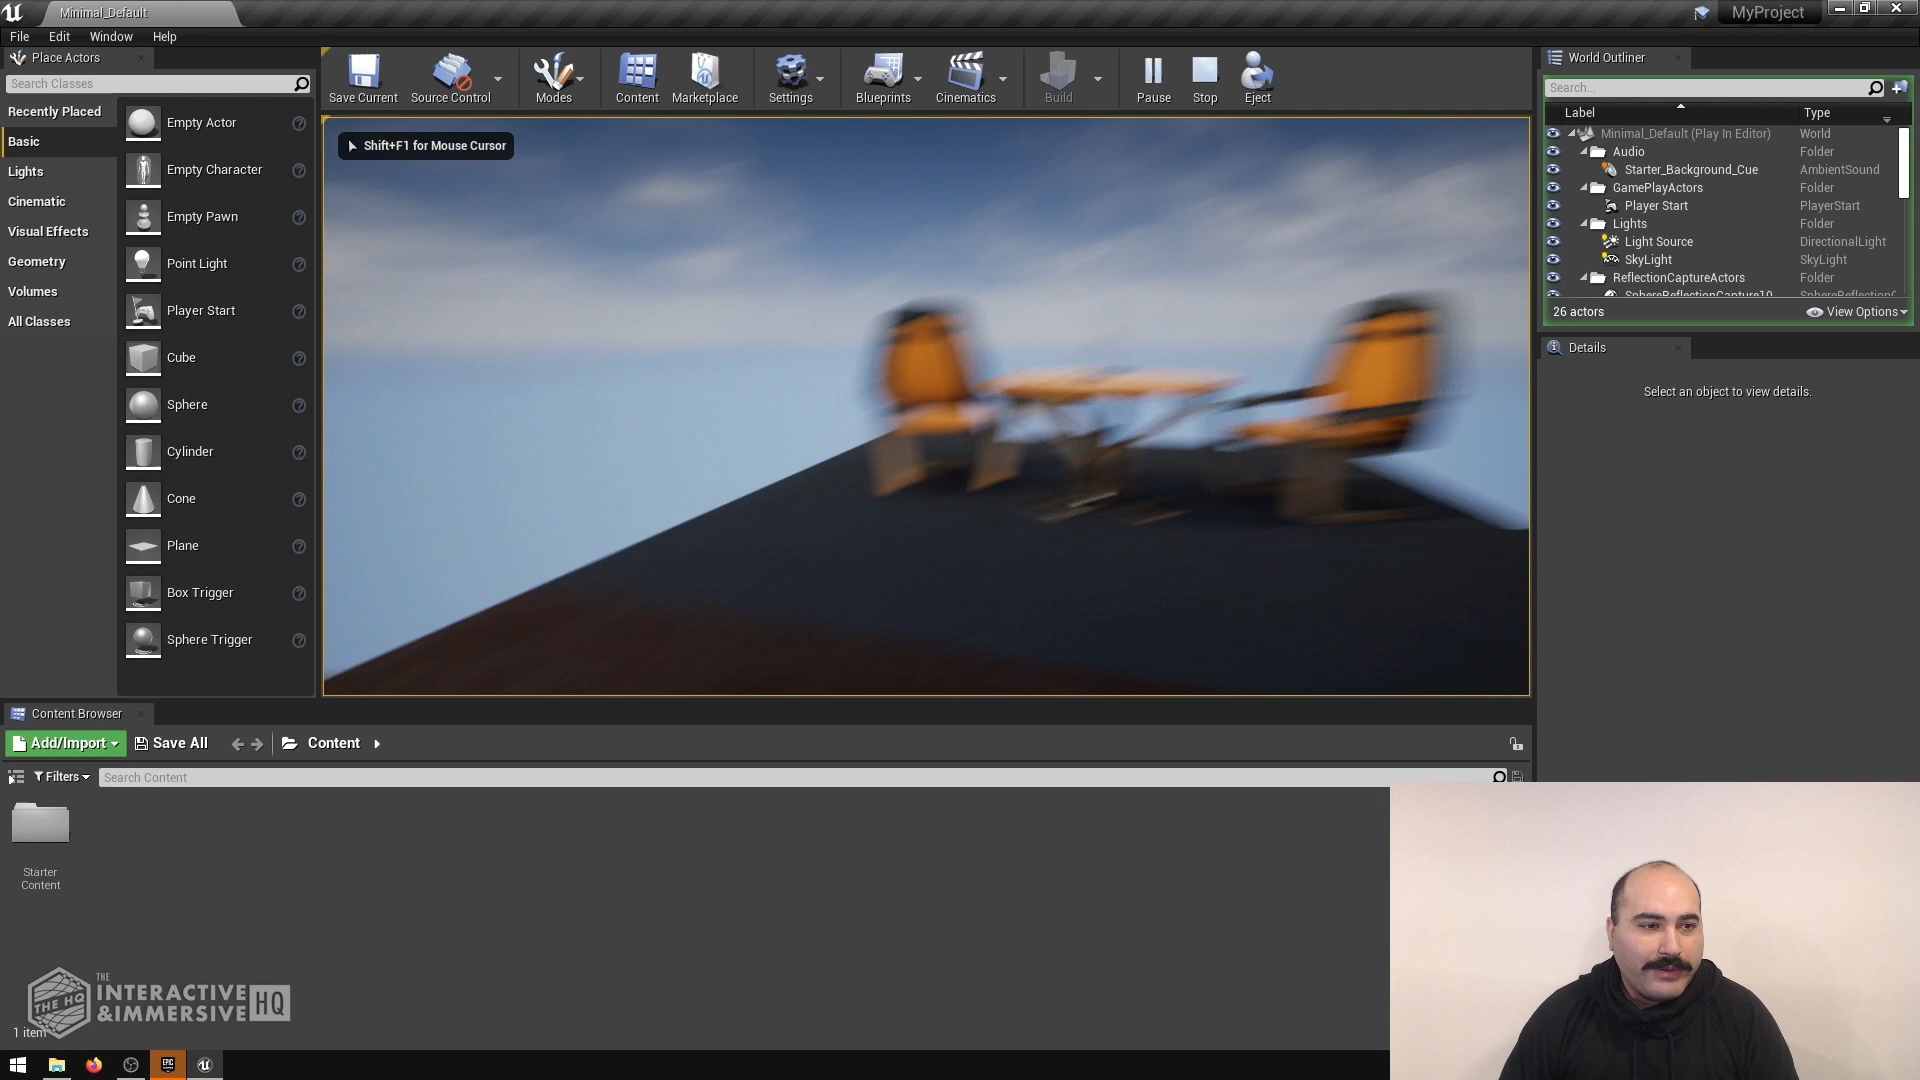 Minimal_Default
MyProject
File
Edit
Window
Help
Place Actors
Search Classes
Recently Placed
Basic
Lights
Cinematic
Visual Effects
Geometry
Volumes
All Classes
Empty Actor
Empty Character
Empty Pawn
Point Light
Player Start
Cube
Sphere
Cylinder
Cone
Plane
Box Trigger
Sphere Trigger
Save Current
Source Control
Modes
Content
Marketplace
Settings
Blueprints
Cinematics
Build
Pause
Stop
Eject
Shift+F1 for Mouse Cursor
World Outliner
Search...
Label Type
Minimal_Default (Play In Editor) World
Audio Folder
Starter_Background_Cue AmbientSound
GamePlayActors Folder
Player Start PlayerStart
Lights Folder
Light Source DirectionalLight
SkyLight SkyLight
ReflectionCaptureActors Folder
SphereReflectionCapture10
26 actors
View Options
Details
Select an object to view details.
Content Browser
Add/Import
Save All
Content
Filters
Search Content
Starter
Content
THE HQ
THE
INTERACTIVE
&IMMERSIVE
HQ
1 item
EPIC